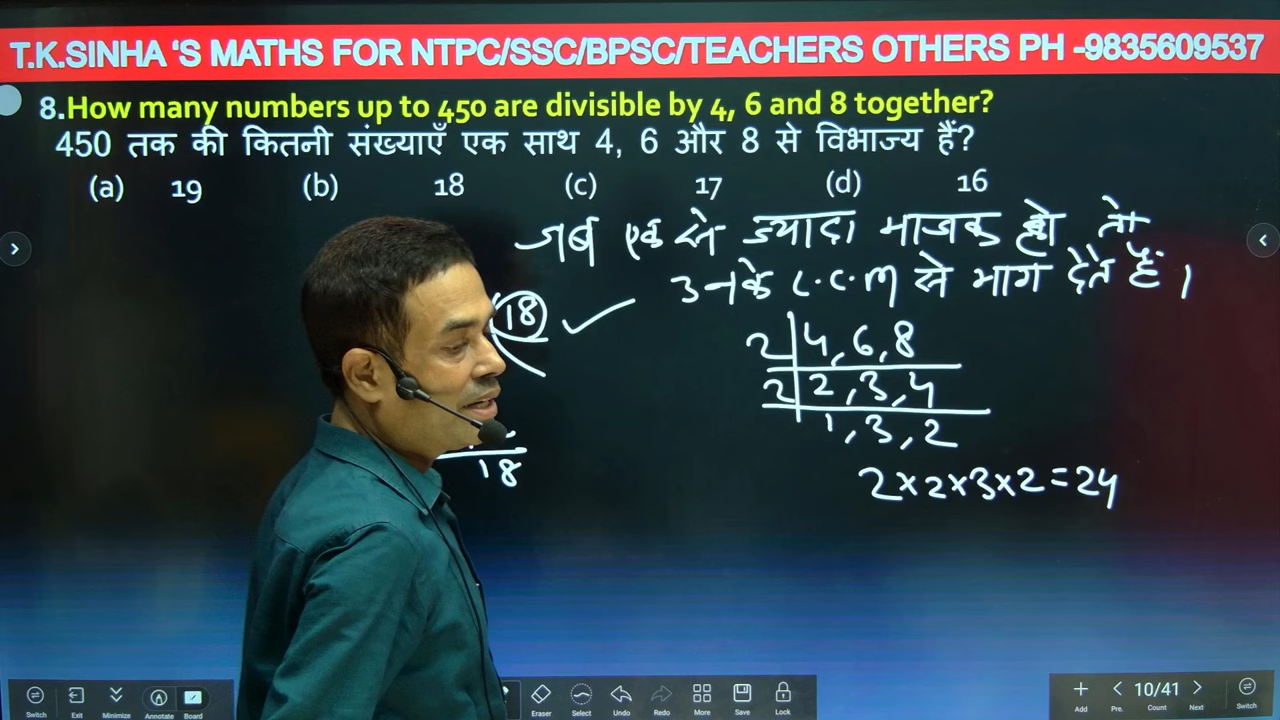 T.K.SINHA ‘S MATHS FOR NTPC/SSC/BPSC/TEACHERS OTHERS PH -9835609537
8.How many numbers up to 450 are divisible by 4, 6 and 8 together?
450 तक की कितनी संख्याएँ एक साथ 4, 6 और 8 से विभाज्य हैं?
(a) 19 (b) 18 (c) 17 (d) 16
जब एक से ज्यादा भाजक हो तो
उनके L.C.M से भाग देते हैं।
18
2 4, 6, 8
2 2, 3, 4
1, 3, 2
18
2×2×3×2=24
Switch Exit Minimize Annotate Board Eraser Select Undo Redo More Save Lock Add Pre. 10/41 Count Next Switch